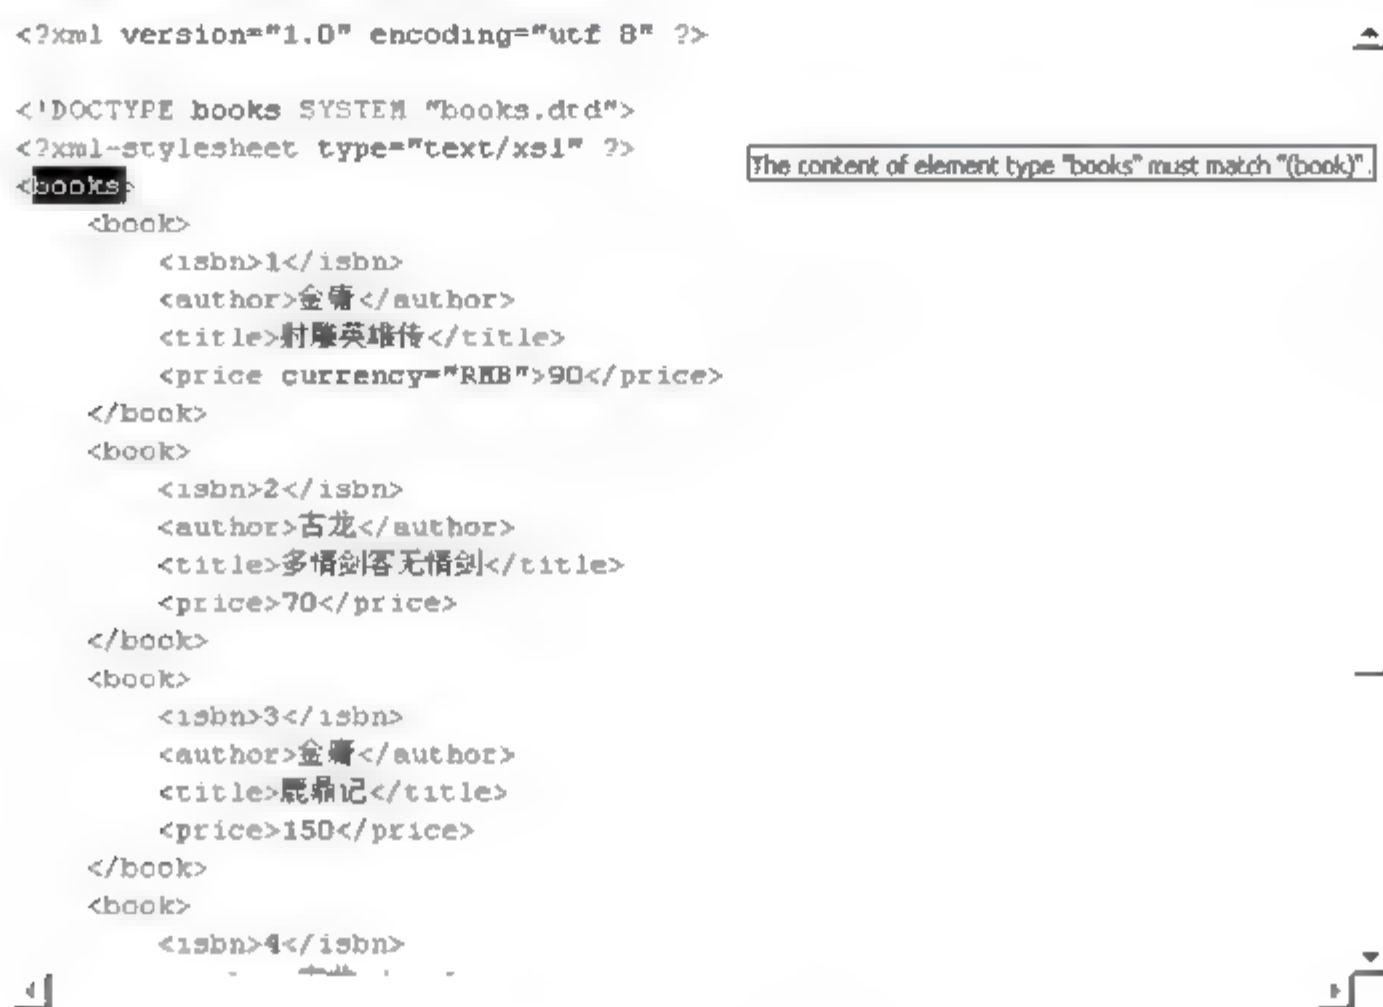 <?xml version="1.0" encoding="utf 8" ?>
<!DOCTYPE books SYSTEM "books.dtd">
<?xml-stylesheet type="text/xsl" ?>
The content of element type "books" must match "(book)".
<books>
<book>
<isbn>1</isbn>
<author>金庸</author>
<title>射雕英雄传</title>
<price currency="RMB">90</price>
</book>
<book>
<isbn>2</isbn>
<author>古龙</author>
<title>多情剑客无情剑</title>
<price>70</price>
</book>
<book>
<isbn>3</isbn>
<author>金庸</author>
<title>鹿鼎记</title>
<price>150</price>
</book>
<book>
<isbn>4</isbn>